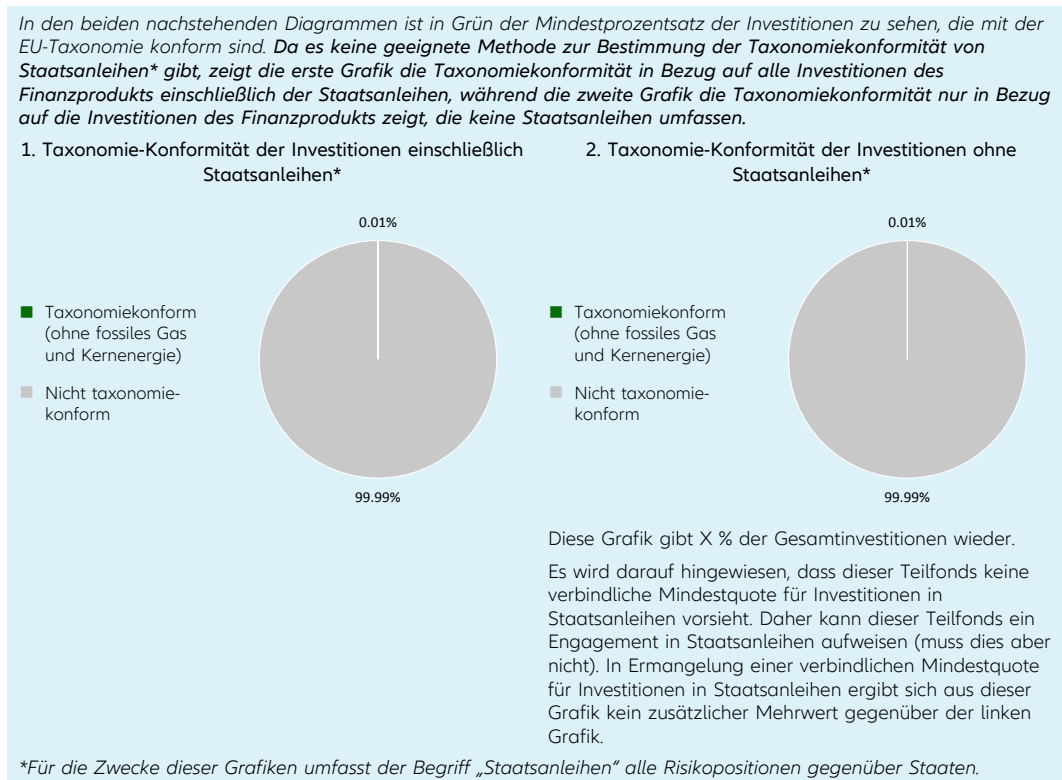 In den beiden nachstehenden Diagrammen ist in Grün der Mindestprozentsatz der Investitionen zu sehen, die mit der
EU-Taxonomie konform sind. Da es keine geeignete Methode zur Bestimmung der Taxonomiekonformität von
Staatsanleihen* gibt, zeigt die erste Grafik die Taxonomiekonformität in Bezug auf alle Investitionen des
Finanzprodukts einschließlich der Staatsanleihen, während die zweite Grafik die Taxonomiekonformität nur in Bezug
auf die Investitionen des Finanzprodukts zeigt, die keine Staatsanleihen umfassen.
1. Taxonomie-Konformität der Investitionen einschließlich
Staatsanleihen*
0.01%
Taxonomiekonform
(ohne fossiles Gas
und Kernenergie)
Nicht taxonomie-
konform
99.99%
2. Taxonomie-Konformität der Investitionen ohne
Staatsanleihen*
0.01%
Taxonomiekonform
(ohne fossiles Gas
und Kernenergie)
Nicht taxonomie-
konform
99.99%
Diese Grafik gibt X % der Gesamtinvestitionen wieder.
Es wird darauf hingewiesen, dass dieser Teilfonds keine
verbindliche Mindestquote für Investitionen in
Staatsanleihen vorsieht. Daher kann dieser Teilfonds ein
Engagement in Staatsanleihen aufweisen (muss dies aber
nicht). In Ermangelung einer verbindlichen Mindestquote
für Investitionen in Staatsanleihen ergibt sich aus dieser
Grafik kein zusätzlicher Mehrwert gegenüber der linken
Grafik.
*Für die Zwecke dieser Grafiken umfasst der Begriff „Staatsanleihen" alle Risikopositionen gegenüber Staaten.